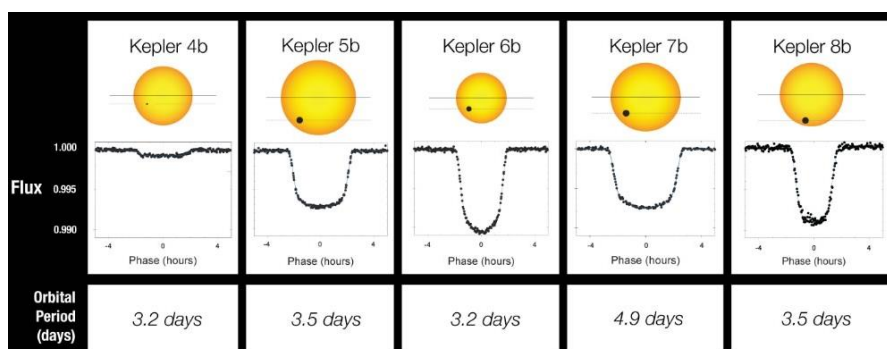 Kepler 4b Kepler 5b Kepler 6b Kepler 7b Kepler 8b
1.000
Flux 0.995
0.990
-4 0 4 -4 0 4 -4 0 4 -4 0 4 -4 0 4
Phase (hours) Phase (hours) Phase (hours) Phase (hours) Phase (hours)
Orbital
Period
(days)
3.2 days 3.5 days 3.2 days 4.9 days 3.5 days